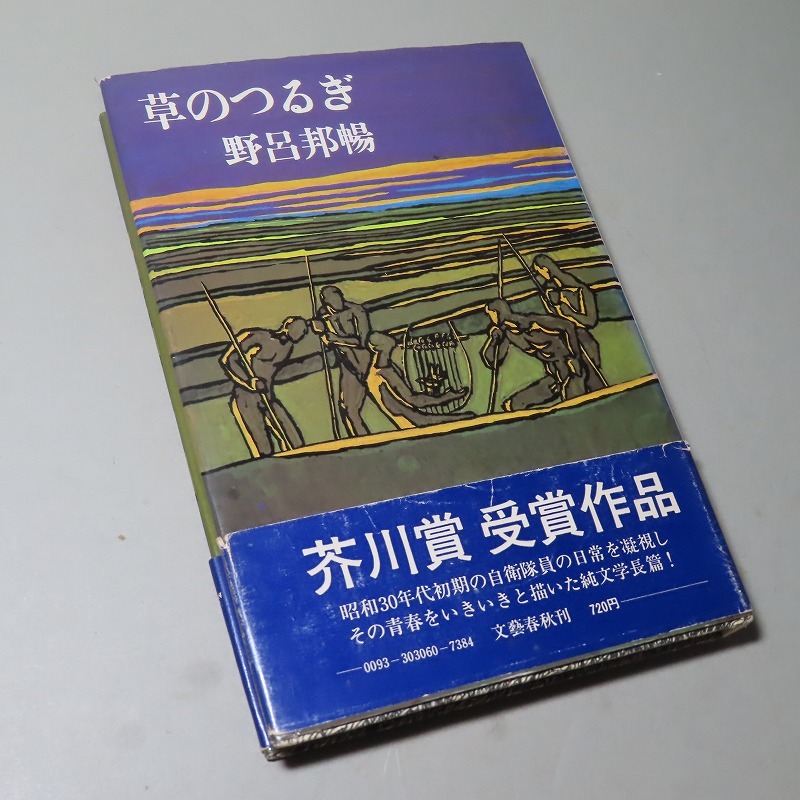 草のつるぎ
野呂邦暢
芥川賞 受賞作品
昭和30年代初期の自衛隊員の日常を凝視し
その青春をいきいきと描いた純文学長篇!
0093-303060-7384 文藝春秋刊 720円